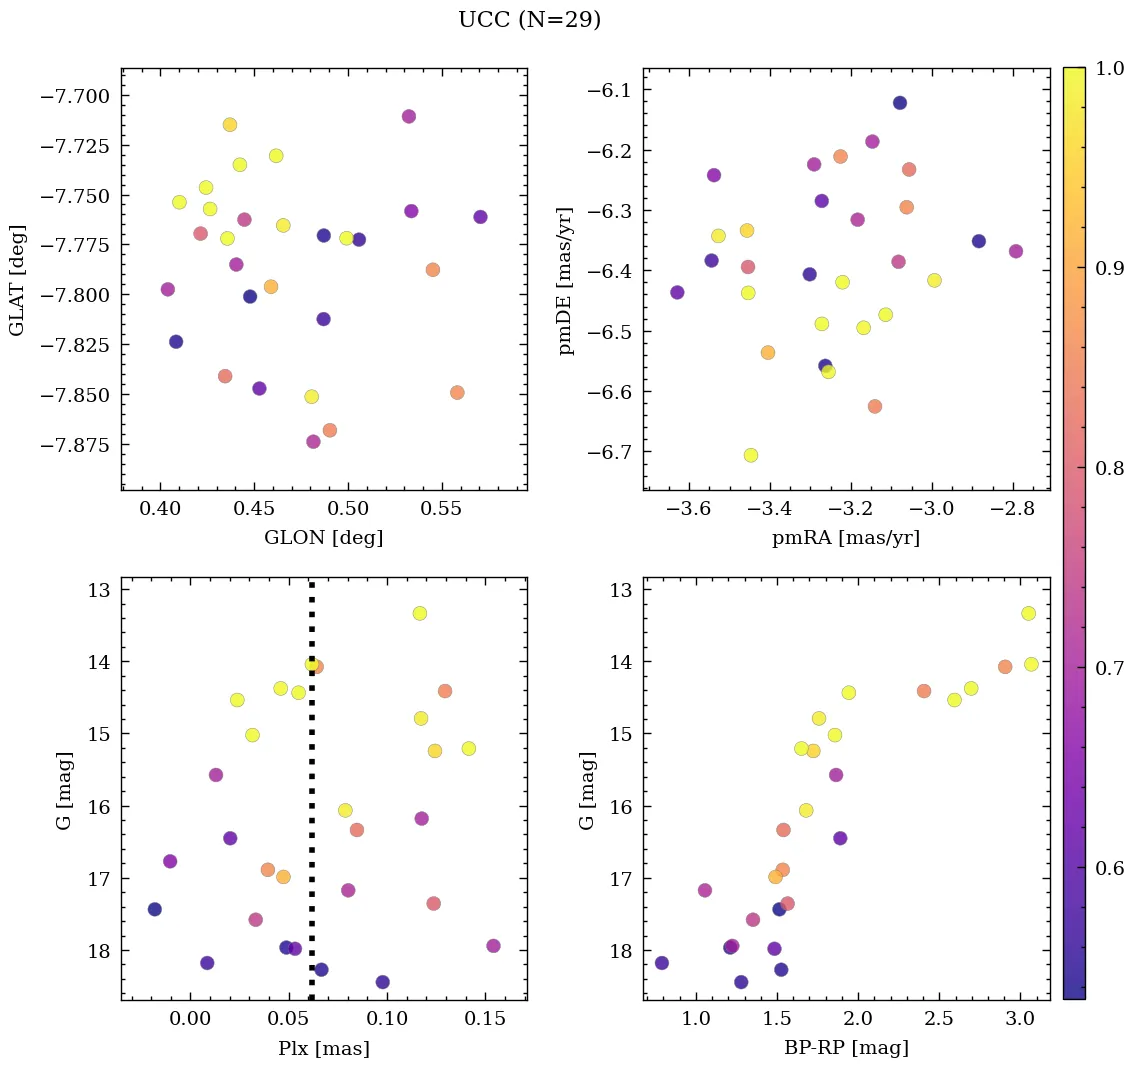 UCC (N=29)
−7.700
−7.725
−7.750
−7.775
−7.800
−7.825
−7.850
−7.875
GLAT [deg]
0.40 0.45 0.50 0.55
GLON [deg]
−6.1
−6.2
−6.3
−6.4
−6.5
−6.6
−6.7
pmDE [mas/yr]
−3.6 −3.4 −3.2 −3.0 −2.8
pmRA [mas/yr]
1.0
0.9
0.8
0.7
0.6
13
14
15
16
17
18
G [mag]
0.00 0.05 0.10 0.15
Plx [mas]
13
14
15
16
17
18
G [mag]
1.0 1.5 2.0 2.5 3.0
BP-RP [mag]